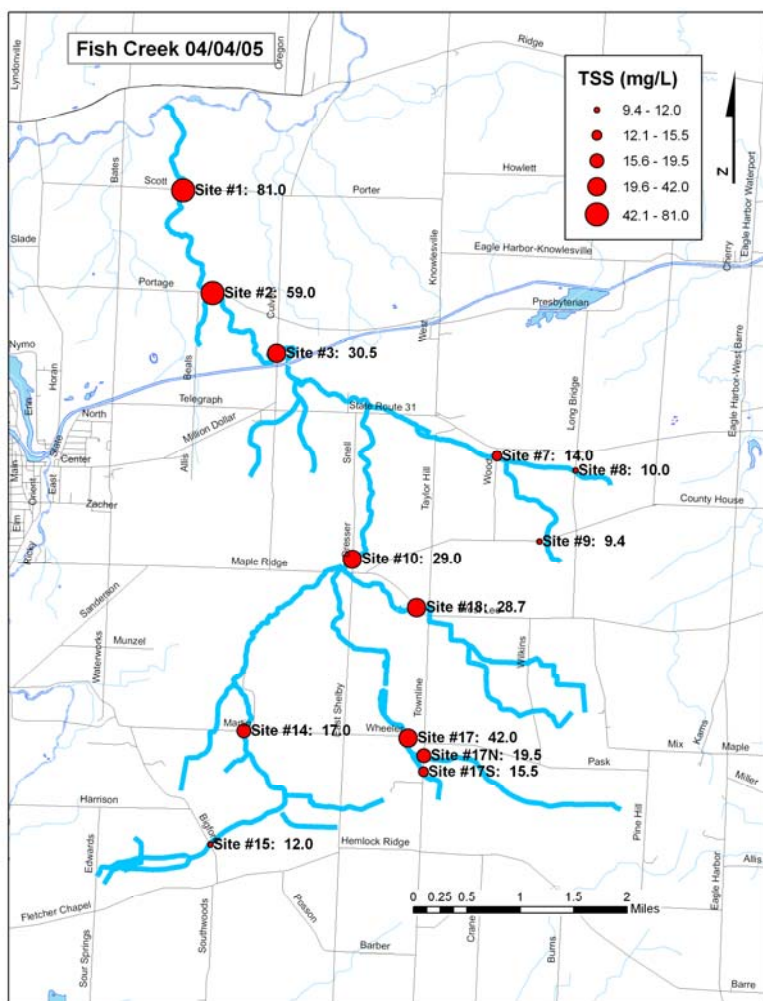 Fish Creek 04/04/05
Lyndonville
Oregon
Ridge
TSS (mg/L)
9.4 - 12.0
12.1 - 15.5
15.6 - 19.5
19.6 - 42.0
42.1 - 81.0
N
Bates
Scott
Site #1: 81.0
Porter
Howlett
Eagle Harbor Waterport
Slade
Knowlesville
Eagle Harbor-Knowlesville
Cherry
Portage
Site #2: 59.0
Presbyterian
Nymo
Horan
Beals
Site #3: 30.5
West
Erin
Telegraph
State Route 31
Long Bridge
Eagle Harbor-West Barre
North
Million Dollar
State
Center
Allis
Snell
Site #7: 14.0
Site #8: 10.0
Main
Orient
East
Taylor Hill
Wood
Zacher
County House
Elm
Site #9: 9.4
Maple Ridge
Site #10: 29.0
Sanderson
Site #18: 28.7
Munzel
Waterworks
Wilkins
Townline
Site #14: 17.0
Wheeler
Site #17: 42.0
Kams
Mix
Maple
Site #17N: 19.5
Pask
Site #17S: 15.5
Miller
Harrison
Pine Hill
Edwards
Site #15: 12.0
Hemlock Ridge
Allis
Eagle Harbor
Fletcher Chapel
Southwoods
Posson
0 0.25 0.5 1 1.5 2
Miles
Crane
Burns
Sour Springs
Barber
Barre